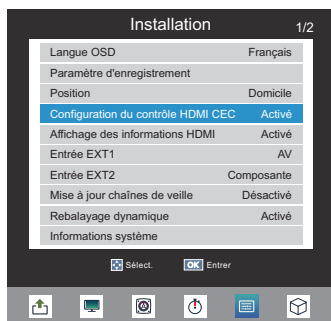 Installation 1/2
Langue OSD Français
Paramètre d'enregistrement
Position Domicile
Configuration du contrôle HDMI CEC Activé
Affichage des informations HDMI Activé
Entrée EXT1 AV
Entrée EXT2 Composante
Mise à jour chaînes de veille Désactivé
Rebalayage dynamique Activé
Informations système
Sélect. OK Entrer